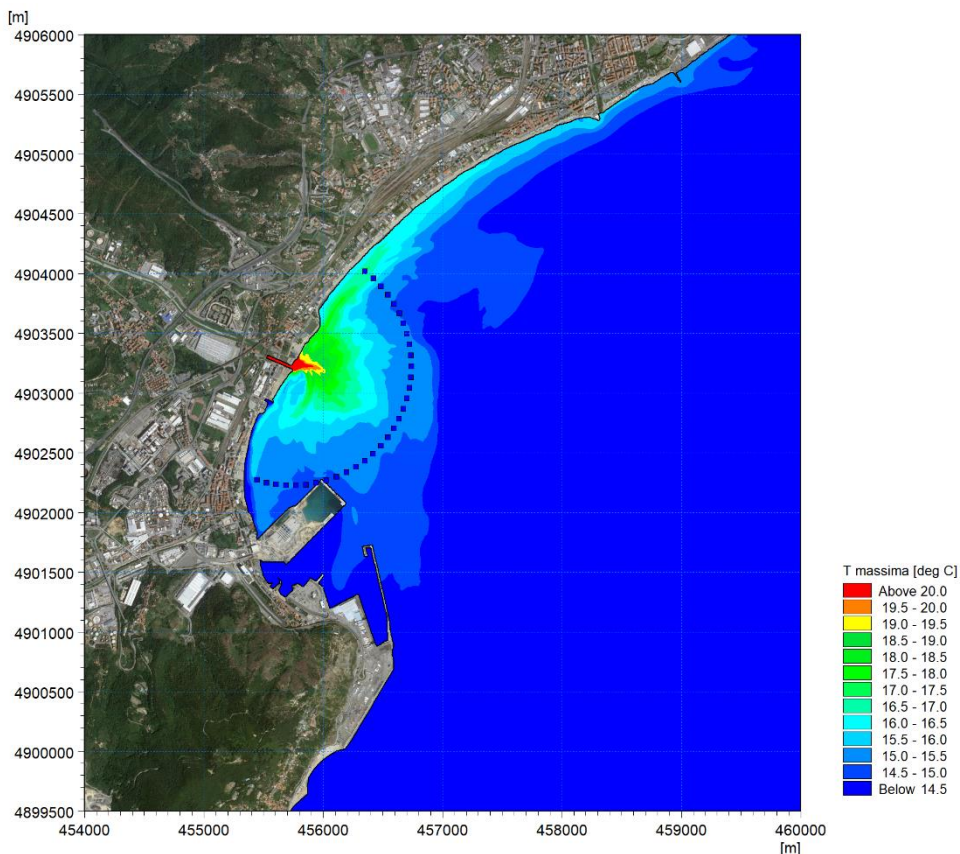 [m]
4906000
4905500
4905000
4904500
4904000
4903500
4903000
4902500
4902000
4901500
4901000
4900500
4900000
4899500
454000 455000 456000 457000 458000 459000 460000
[m]
T massima [deg C]
Above 20.0
19.5 - 20.0
19.0 - 19.5
18.5 - 19.0
18.0 - 18.5
17.5 - 18.0
17.0 - 17.5
16.5 - 17.0
16.0 - 16.5
15.5 - 16.0
15.0 - 15.5
14.5 - 15.0
Below 14.5